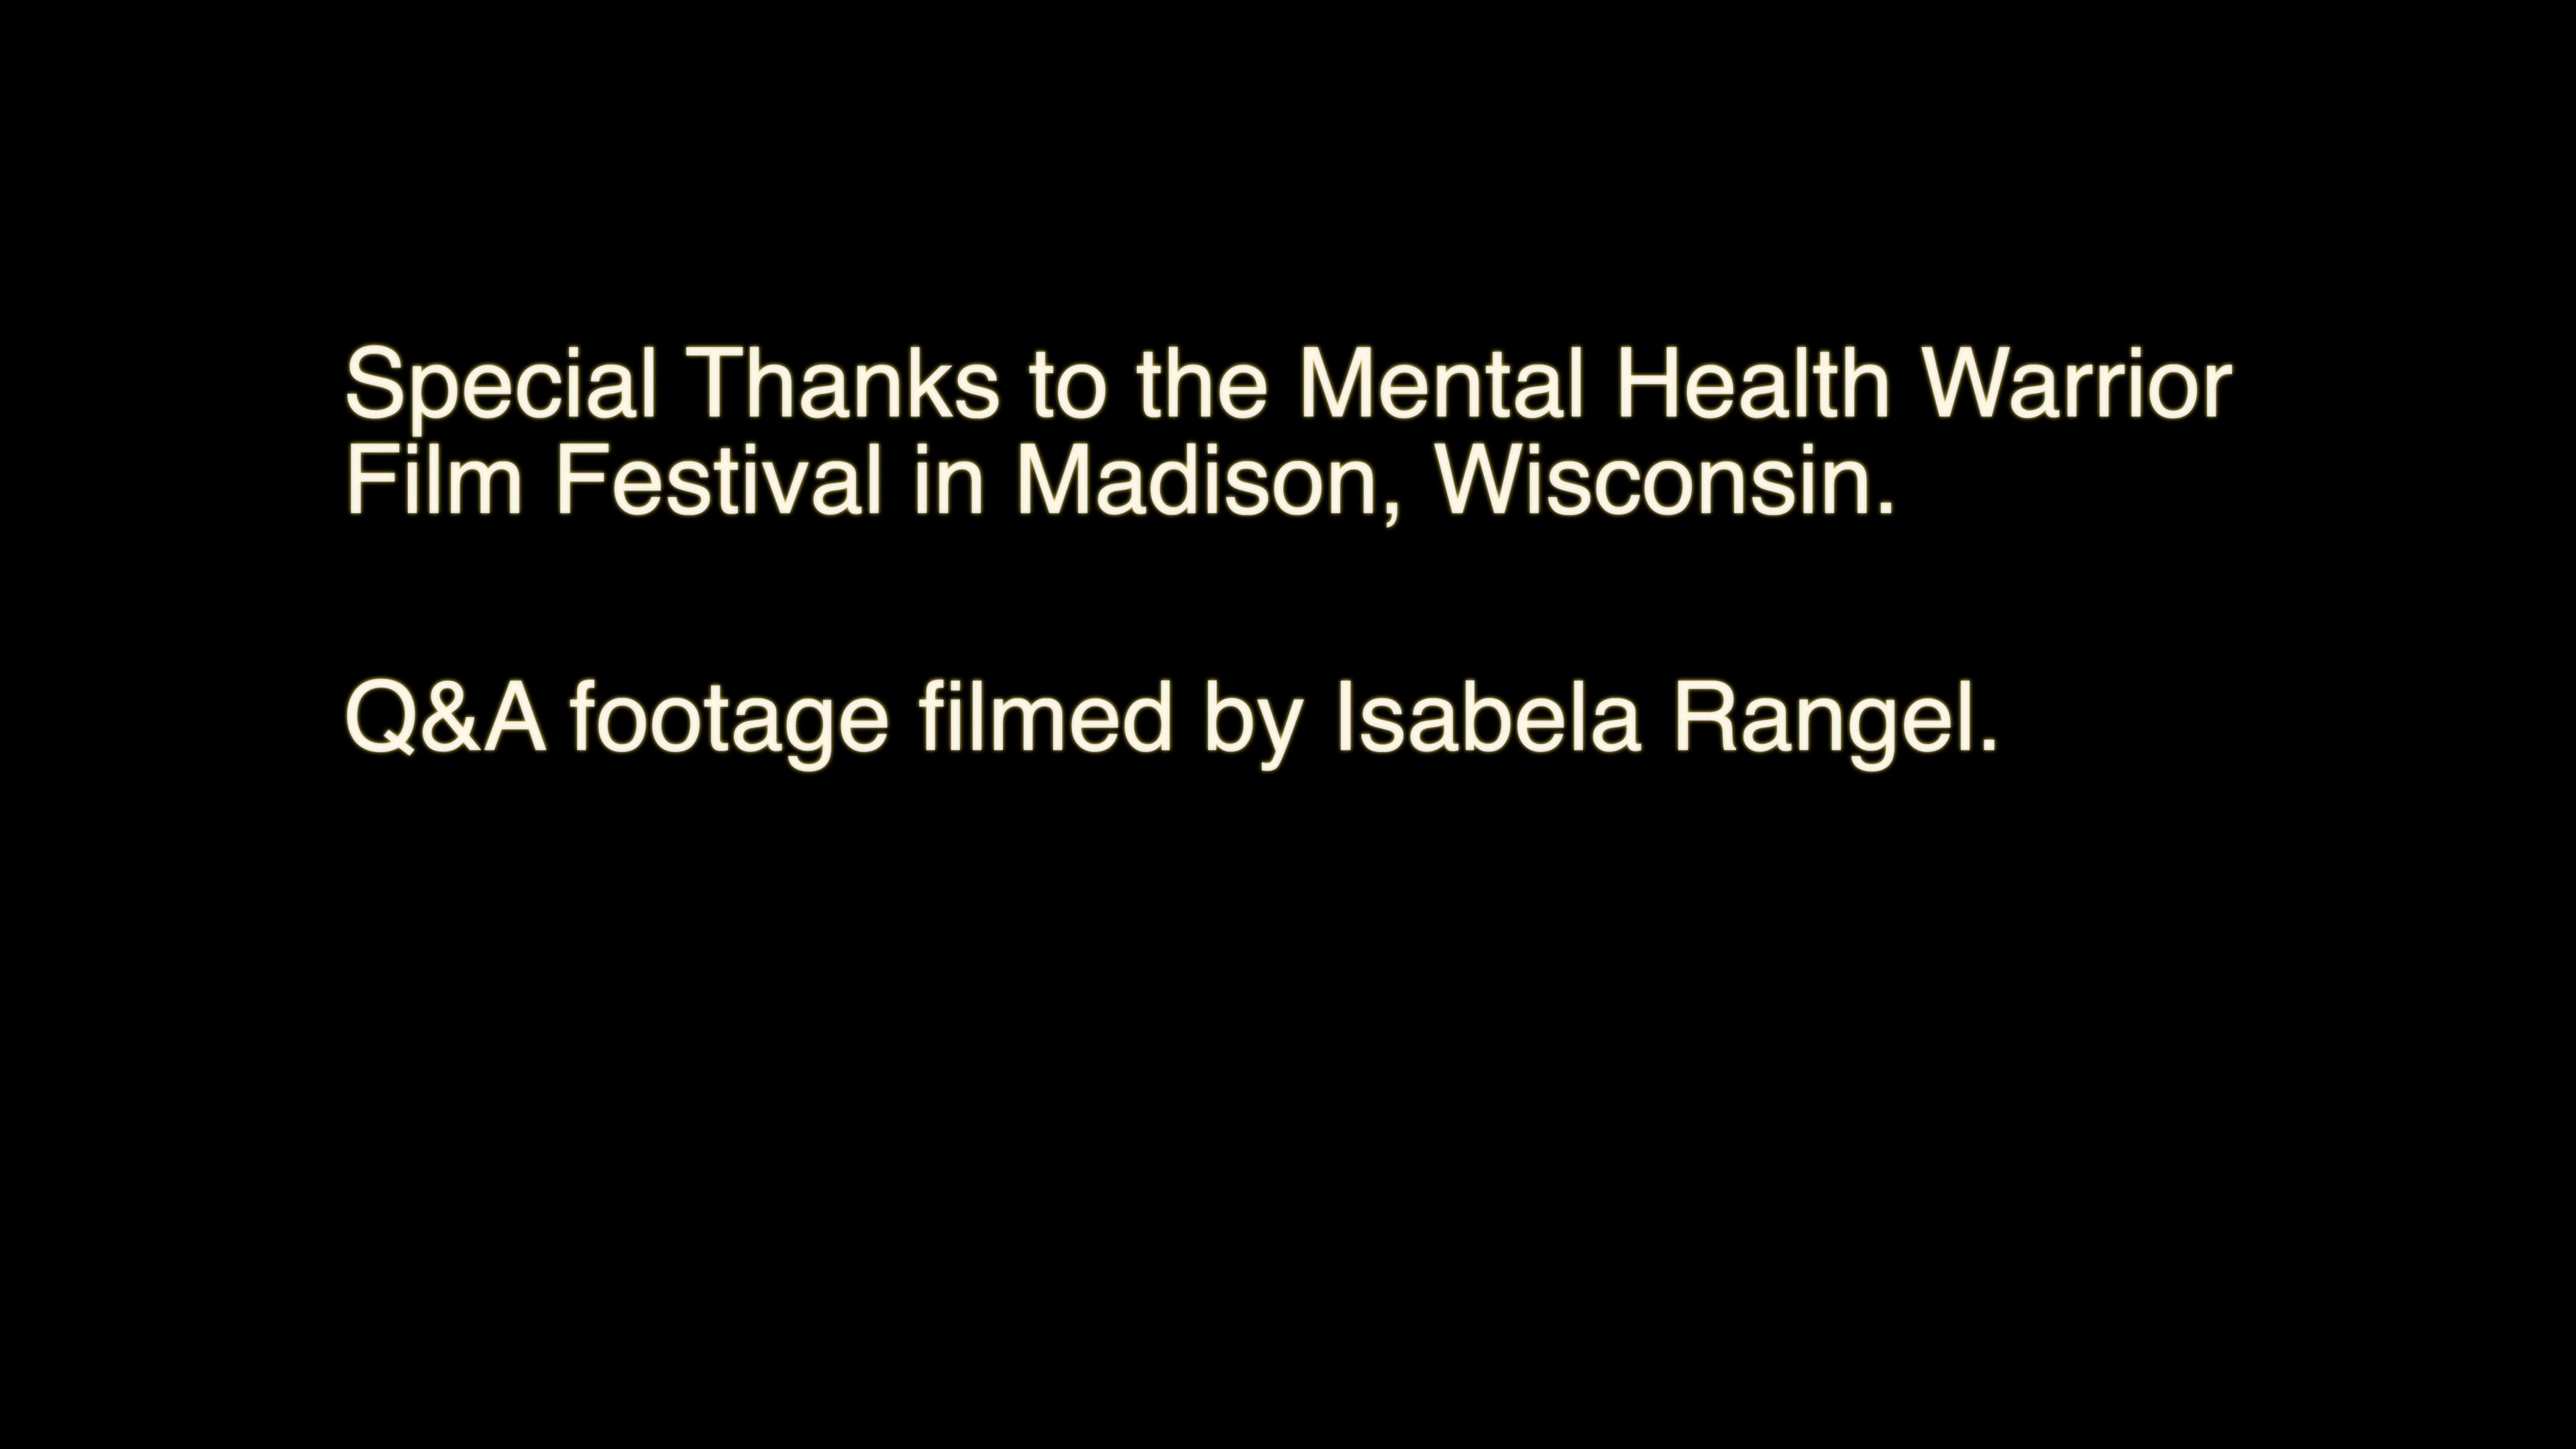 Special Thanks to the Mental Health Warrior
Film Festival in Madison, Wisconsin.
Q&A footage filmed by Isabela Rangel.